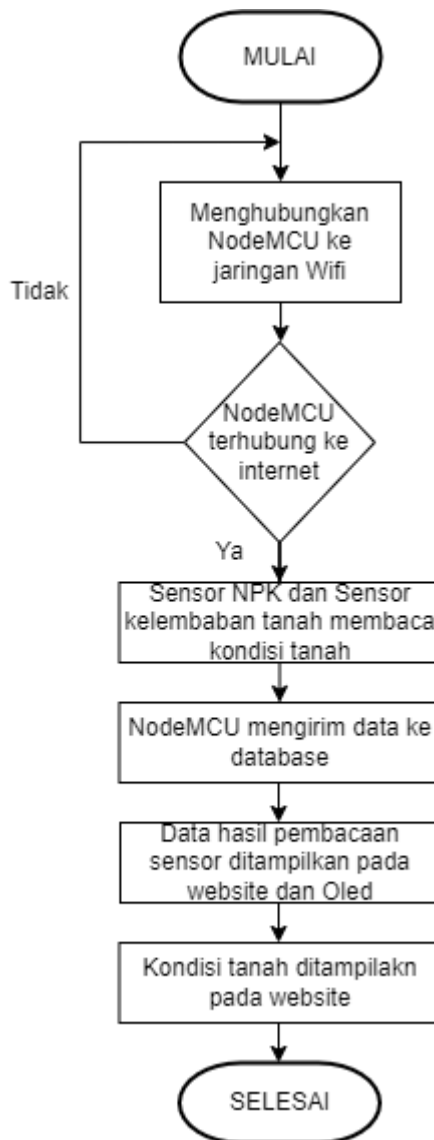 MULAI
Menghubungkan
NodeMCU ke
jaringan Wifi
Tidak
NodeMCU
terhubung ke
internet
Ya
Sensor NPK dan Sensor
kelembaban tanah membaca
kondisi tanah
NodeMCU mengirim data ke
database
Data hasil pembacaan
sensor ditampilkan pada
website dan Oled
Kondisi tanah ditampilakn
pada website
SELESAI